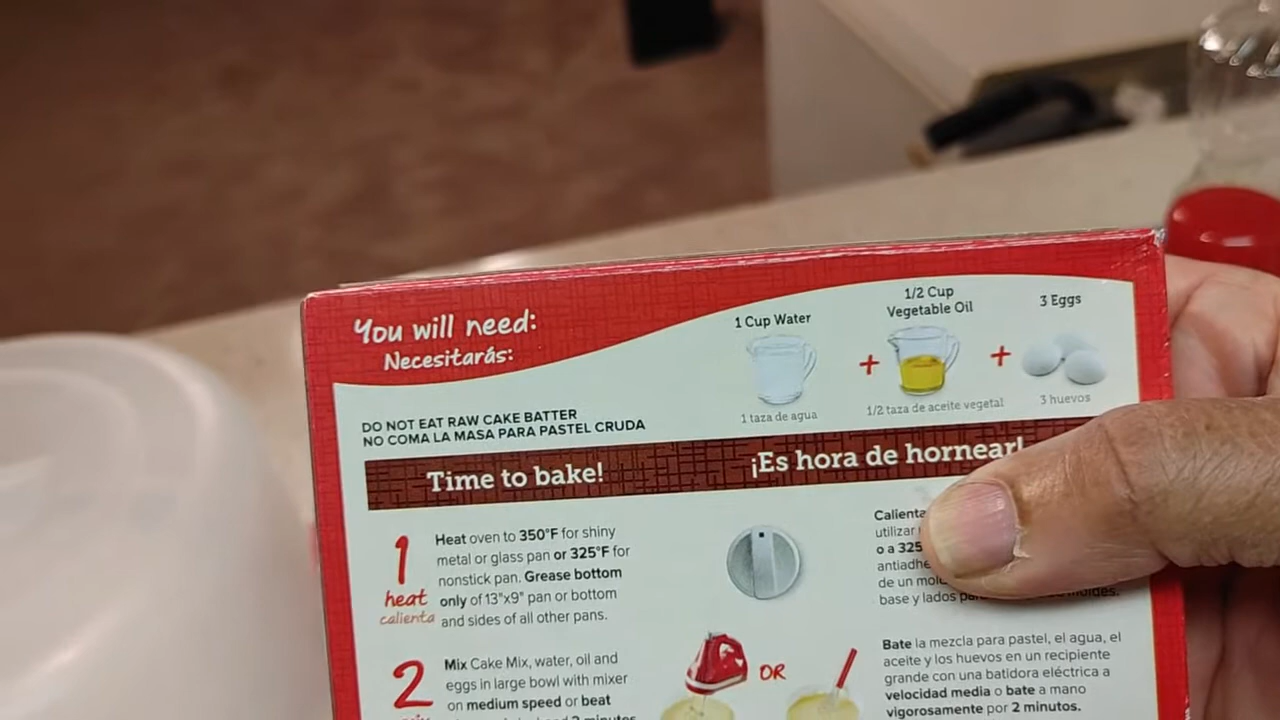 You will need:
Necesitarás:
1 Cup Water
1/2 Cup
Vegetable Oil
3 Eggs
+
+
1 taza de agua
1/2 taza de aceite vegetal
3 huevos
DO NOT EAT RAW CAKE BATTER
NO COMA LA MASA PARA PASTEL CRUDA
Time to bake!
¡Es hora de hornear!
1
heat
calienta
Heat oven to 350°F for shiny
metal or glass pan or 325°F for
nonstick pan. Grease bottom
only of 13"x9" pan or bottom
and sides of all other pans.
Calienta
utilizar
o a 325
de un
base y lados
moldes.
2
Mix Cake Mix, water, oil and
eggs in large bowl with mixer
on medium speed or beat
2 minutes
OR
Bate la mezcla para pastel, el agua, el
aceite y los huevos en un recipiente
grande con una batidora eléctrica a
velocidad media o bate a mano
vigorosamente por 2 minutos.